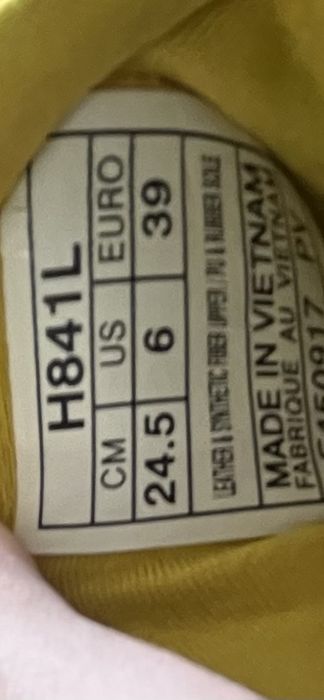 H841L
CM US EURO
24.5 6 39
LEATHER & SYNTHETIC FIBER UPPER / PU & RUBBER SOLE
MADE IN VIETNAM
FABRIQUE AU VIETNAM
PV